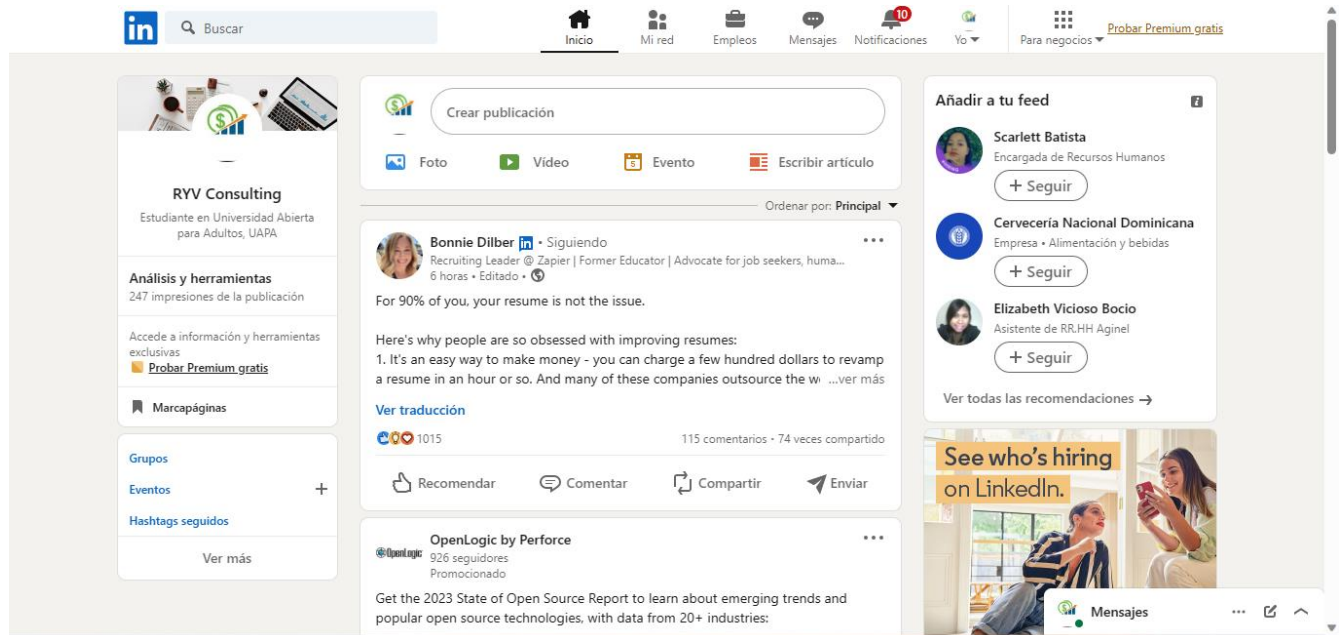 in
Buscar
Inicio
Mi red
Empleos
Mensajes
10
Notificaciones
Yo
Para negocios
Probar Premium gratis
RYV Consulting
Estudiante en Universidad Abierta
para Adultos, UAPA
Análisis y herramientas
247 impresiones de la publicación
Accede a información y herramientas
exclusivas
Probar Premium gratis
Marcapáginas
Grupos
Eventos +
Hashtags seguidos
Ver más
Crear publicación
Foto
Vídeo
5 Evento
Escribir artículo
Ordenar por: Principal
Bonnie Dilber in • Siguiendo
Recruiting Leader @ Zapier | Former Educator | Advocate for job seekers, huma...
6 horas • Editado •
For 90% of you, your resume is not the issue.
Here's why people are so obsessed with improving resumes:
1. It's an easy way to make money - you can charge a few hundred dollars to revamp
a resume in an hour or so. And many of these companies outsource the ...ver más
Ver traducción
1015
115 comentarios • 74 veces compartido
Recomendar
Comentar
Compartir
Enviar
OpenLogic
OpenLogic by Perforce
926 seguidores
Promocionado
Get the 2023 State of Open Source Report to learn about emerging trends and
popular open source technologies, with data from 20+ industries:
Añadir a tu feed
Scarlett Batista
Encargada de Recursos Humanos
+ Seguir
Cervecería Nacional Dominicana
Empresa • Alimentación y bebidas
+ Seguir
Elizabeth Vicioso Bocio
Asistente de RR.HH Aginel
+ Seguir
Ver todas las recomendaciones →
See who's hiring
on LinkedIn.
Mensajes